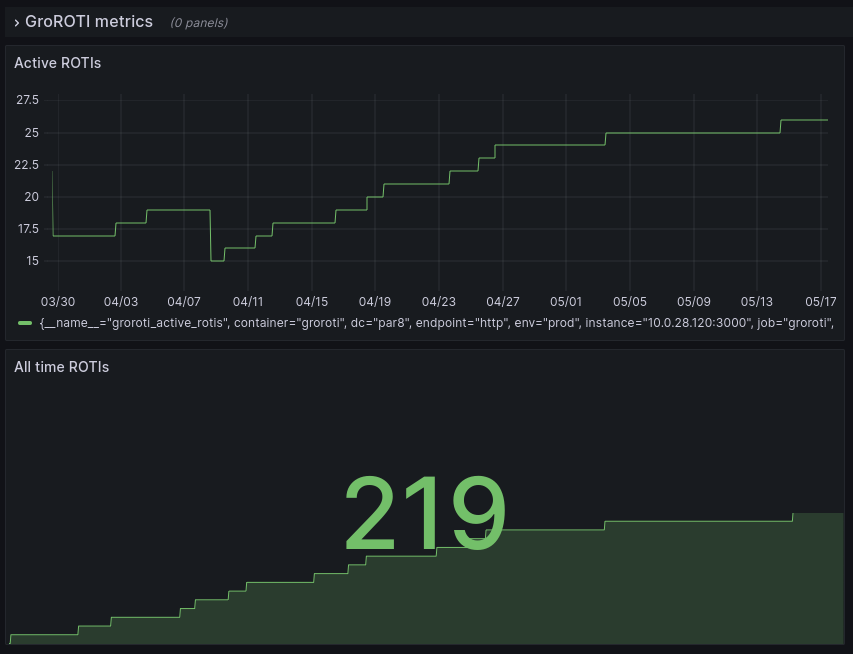 › GroROTI metrics (0 panels)
Active ROTIs
27.5
25
22.5
20
17.5
15
03/30 04/03 04/07 04/11 04/15 04/19 04/23 04/27 05/01 05/05 05/09 05/13 05/17
{__name__="groroti_active_rotis", container="groroti", dc="par8", endpoint="http", env="prod", instance="10.0.28.120:3000", job="groroti",
All time ROTIs
219